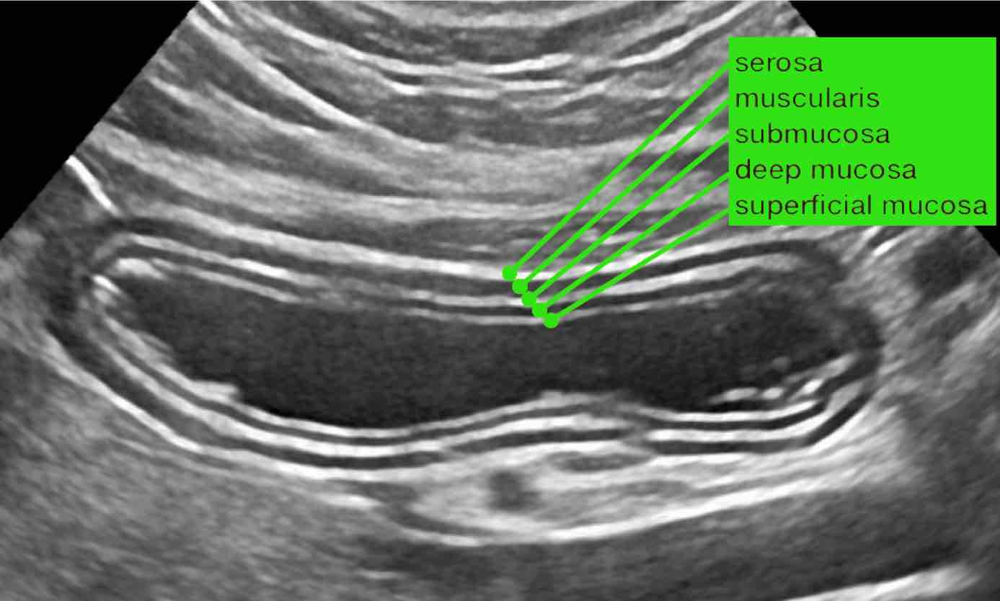 serosa
muscularis
submucosa
deep mucosa
superficial mucosa